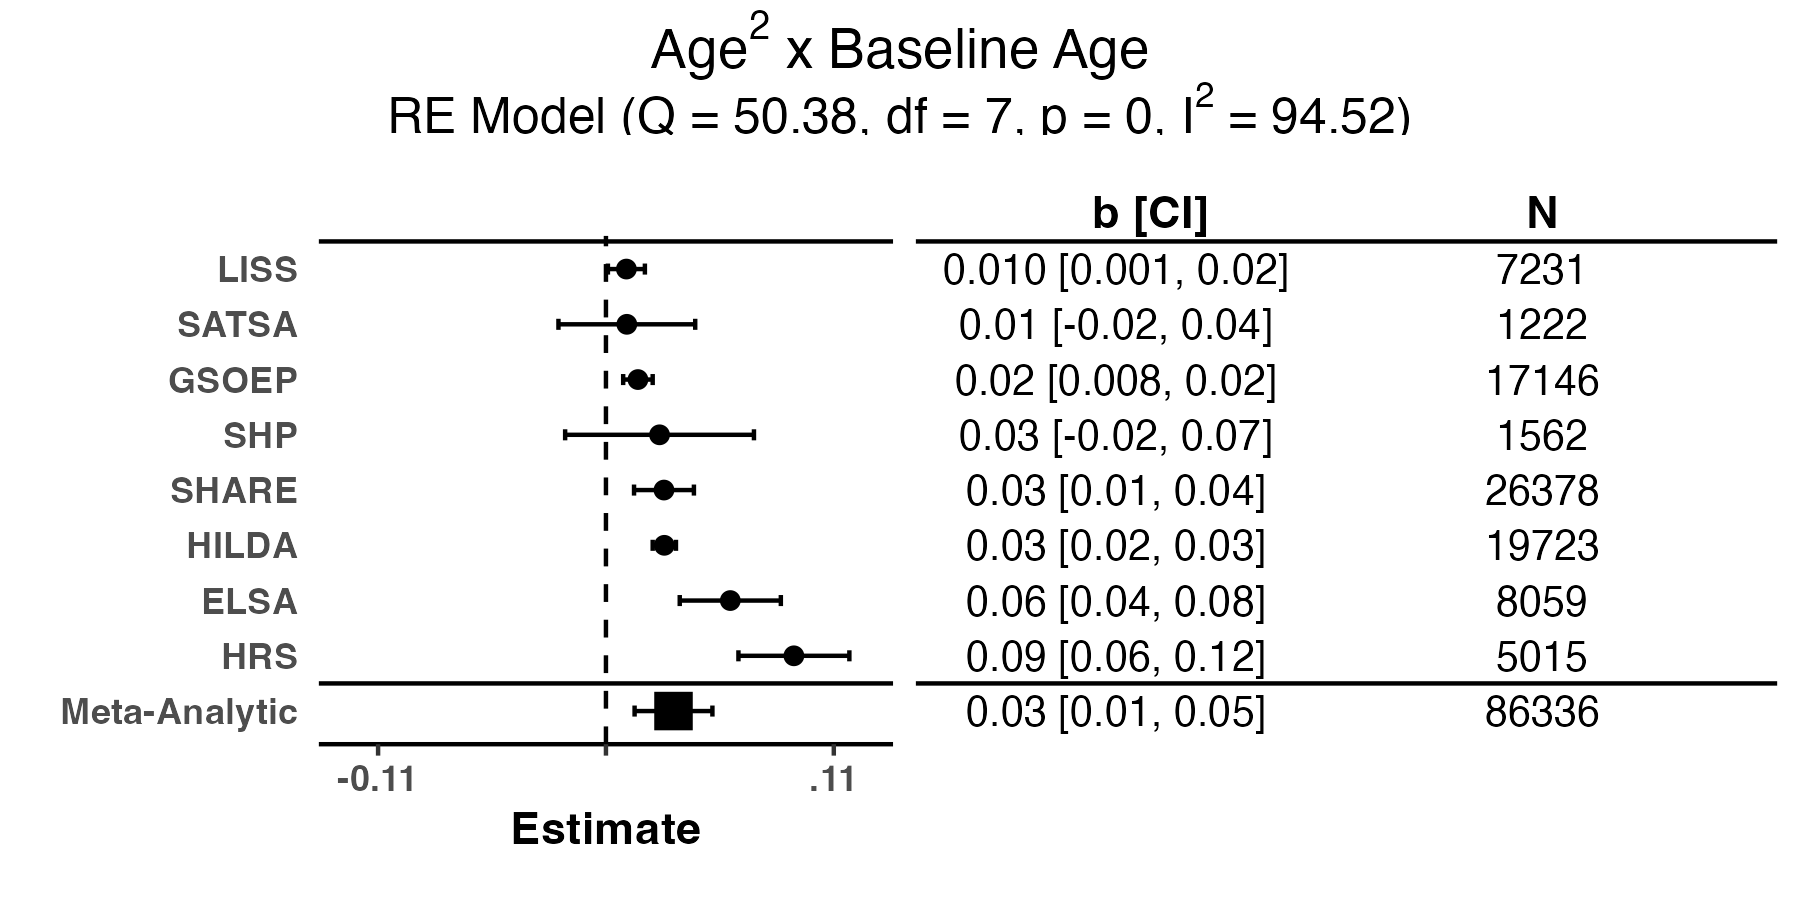 Age² x Baseline Age
RE Model (Q = 50.38, df = 7, p = 0, I² = 94.52)
b [CI] N
LISS 0.010 [0.001, 0.02] 7231
SATSA 0.01 [-0.02, 0.04] 1222
GSOEP 0.02 [0.008, 0.02] 17146
SHP 0.03 [-0.02, 0.07] 1562
SHARE 0.03 [0.01, 0.04] 26378
HILDA 0.03 [0.02, 0.03] 19723
ELSA 0.06 [0.04, 0.08] 8059
HRS 0.09 [0.06, 0.12] 5015
Meta-Analytic 0.03 [0.01, 0.05] 86336
-0.11 .11
Estimate